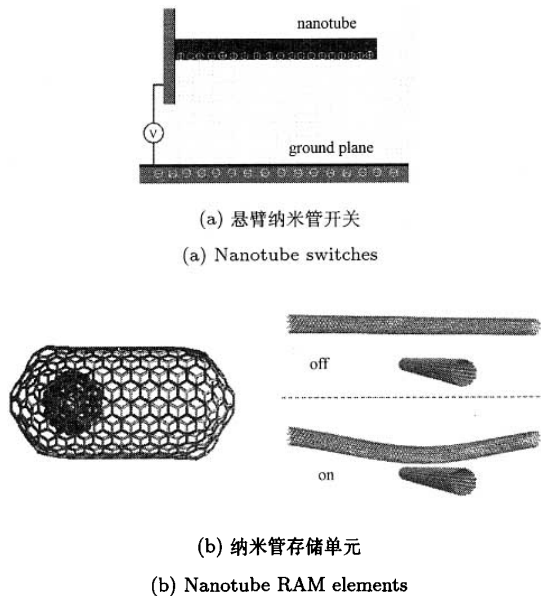 nanotube
V
ground plane
(a) 悬臂纳米管开关
(a) Nanotube switches
off
on
(b) 纳米管存储单元
(b) Nanotube RAM elements